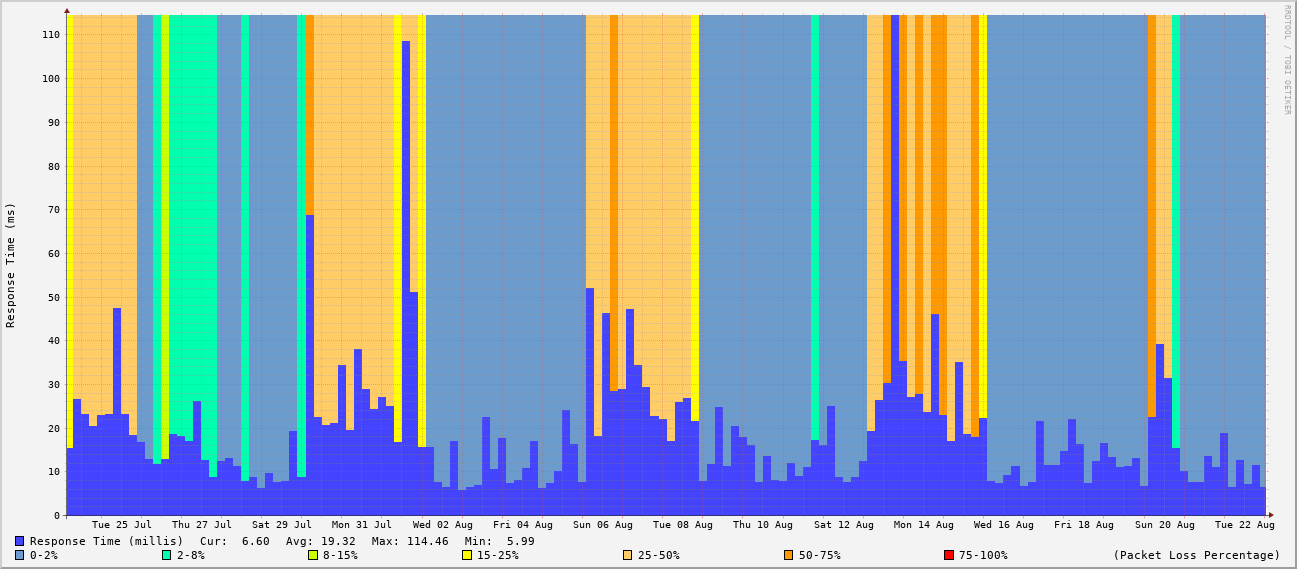 RRDTOOL / TOBI OETIKER
Response Time (ms)
110
100
90
80
70
60
50
40
30
20
10
0
Tue 25 Jul Thu 27 Jul Sat 29 Jul Mon 31 Jul Wed 02 Aug Fri 04 Aug Sun 06 Aug Tue 08 Aug Thu 10 Aug Sat 12 Aug Mon 14 Aug Wed 16 Aug Fri 18 Aug Sun 20 Aug Tue 22 Aug
Response Time (millis) Cur: 6.60 Avg: 19.32 Max: 114.46 Min: 5.99
0-2% 2-8% 8-15% 15-25% 25-50% 50-75% 75-100% (Packet Loss Percentage)